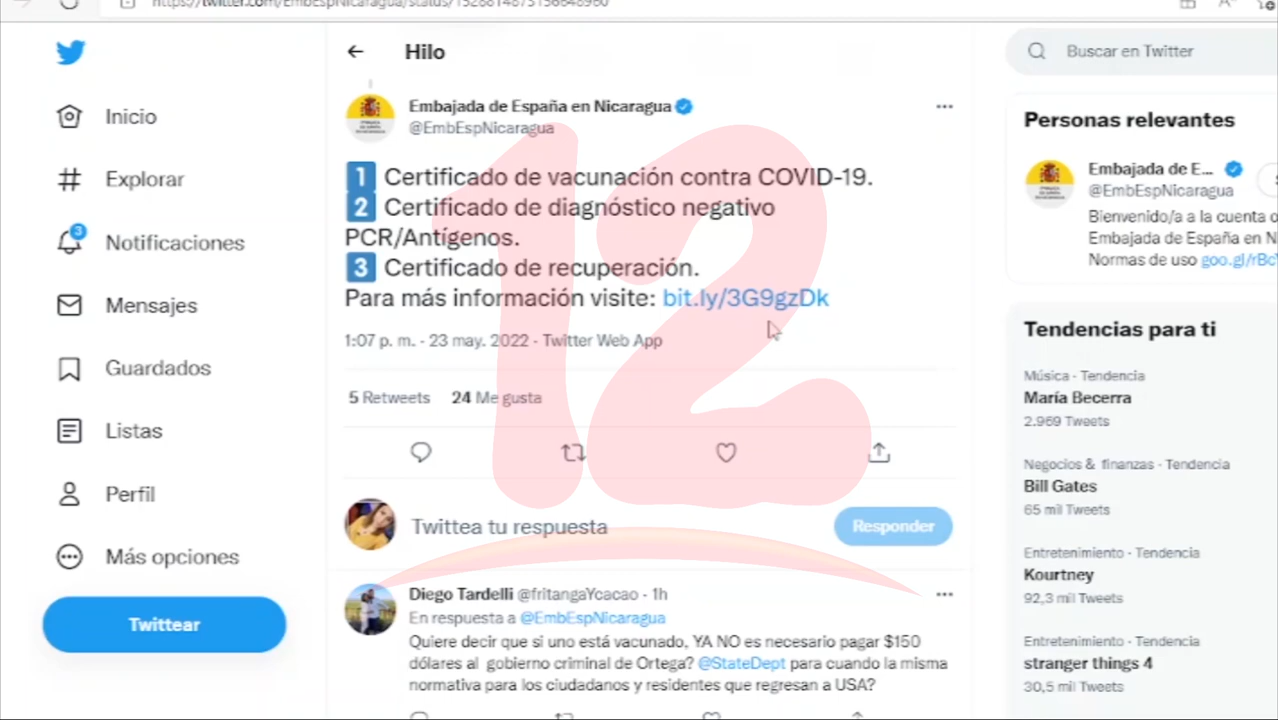 Hilo
Buscar en Twitter
Inicio
Explorar
3
Notificaciones
Mensajes
Guardados
Listas
Perfil
Más opciones
Twittear
Embajada de España en Nicaragua
@EmbEspNicaragua
1 Certificado de vacunación contra COVID-19.
2 Certificado de diagnóstico negativo
PCR/Antígenos.
3 Certificado de recuperación.
Para más información visite: bit.ly/3G9gzDk
1:07 p. m. - 23 may. 2022 - Twitter Web App
5 Retweets 24 Me gusta
Twittea tu respuesta
Responder
Diego Tardelli @fritangaYcacao - 1h
En respuesta a @EmbEspNicaragua
Quiere decir que si uno está vacunado, YA NO es necesario pagar $150
dólares al gobierno criminal de Ortega? @StateDept para cuando la misma
normativa para los ciudadanos y residentes que regresan a USA?
Personas relevantes
Embajada de E...
@EmbEspNicaragua
Bienvenido/a a la cuenta
Embajada de España en
Normas de uso
Tendencias para ti
Música - Tendencia
María Becerra
2.969 Tweets
Negocios & finanzas - Tendencia
Bill Gates
65 mil Tweets
Entretenimiento - Tendencia
Kourtney
92,3 mil Tweets
Entretenimiento - Tendencia
stranger things 4
30,5 mil Tweets
12